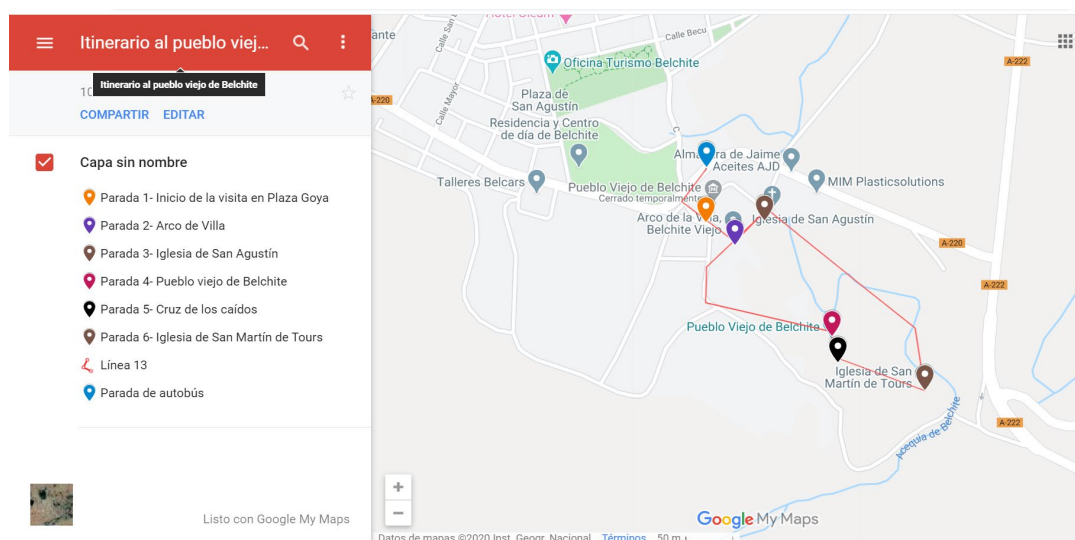 Itinerario al pueblo viej...
Itinerario al pueblo viejo de Belchite
10
COMPARTIR EDITAR
Capa sin nombre
Parada 1- Inicio de la visita en Plaza Goya
Parada 2- Arco de Villa
Parada 3- Iglesia de San Agustín
Parada 4- Pueblo viejo de Belchite
Parada 5- Cruz de los caídos
Parada 6- Iglesia de San Martín de Tours
Línea 13
Parada de autobús
Listo con Google My Maps
Calle Becu
Oficina Turismo Belchite
A-222
A-220
Calle Mayor
Plaza de
San Agustín
Residencia y Centro
de día de Belchite
Talleres Belcars
de Jaime
Aceites AJD
MIM Plasticsolutions
Pueblo Viejo de Belchite
Cerrado temporalmente
Arco de la
Belchite Viejo
Iglesia de San Agustín
A-220
A-222
Pueblo Viejo de Belchite
Iglesia de San
Martín de Tours
Acequia de Belchite
A-222
+
−
Google My Maps
Datos de mapas ©2020 Inst. Geogr. Nacional Términos 50 m